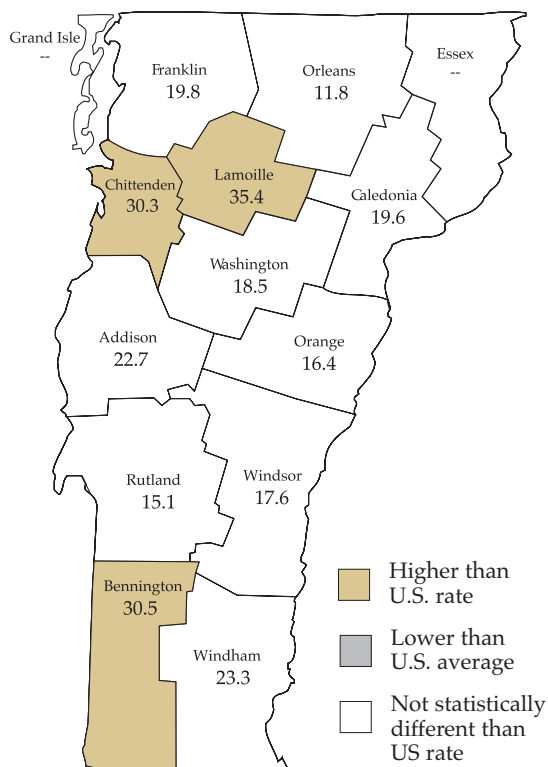 Grand Isle
--
Franklin
19.8
Orleans
11.8
Essex
--
Chittenden
30.3
Lamoille
35.4
Caledonia
19.6
Washington
18.5
Addison
22.7
Orange
16.4
Rutland
15.1
Windsor
17.6
Bennington
30.5
Windham
23.3
Higher than
U.S. rate
Lower than
U.S. average
Not statistically
different than
US rate